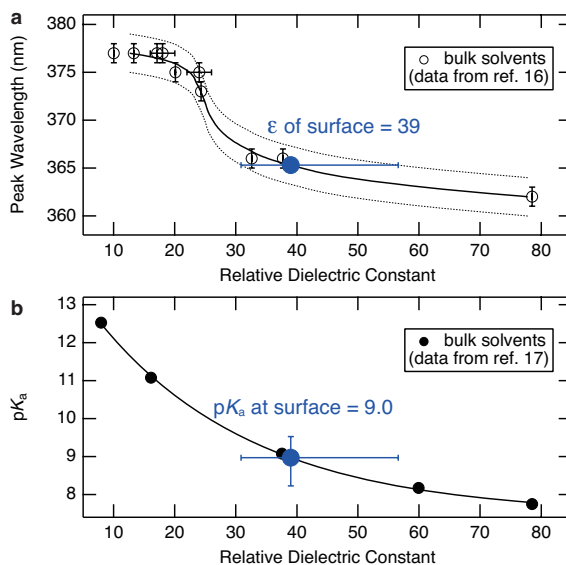 a
380
375
370
365
360
Peak Wavelength (nm)
bulk solvents
(data from ref. 16)
ε of surface = 39
10 20 30 40 50 60 70 80
Relative Dielectric Constant
b
13
12
11
10
9
8
pKa
bulk solvents
(data from ref. 17)
pKa at surface = 9.0
10 20 30 40 50 60 70 80
Relative Dielectric Constant